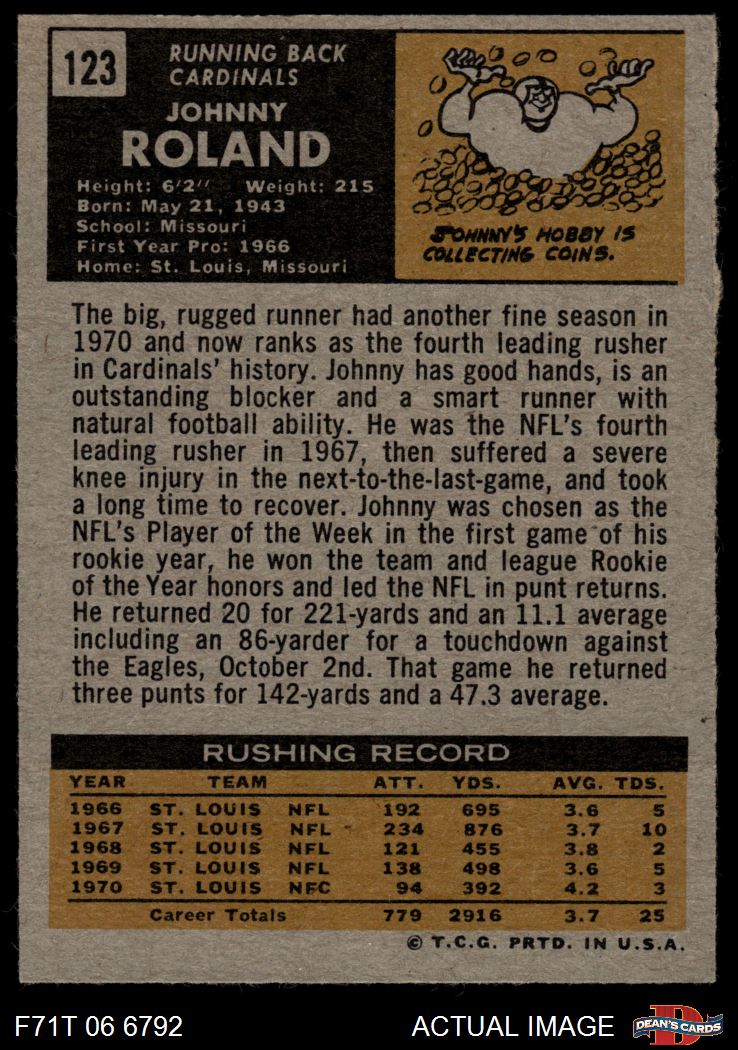 123
RUNNING BACK
CARDINALS
JOHNNY
ROLAND
Height: 6'2" Weight: 215
Born: May 21, 1943
School: Missouri
First Year Pro: 1966
Home: St. Louis, Missouri
JOHNNY'S HOBBY IS
COLLECTING COINS.
The big, rugged runner had another fine season in
1970 and now ranks as the fourth leading rusher
in Cardinals' history. Johnny has good hands, is an
outstanding blocker and a smart runner with
natural football ability. He was the NFL's fourth
leading rusher in 1967, then suffered a severe
knee injury in the next-to-the-last-game, and took
a long time to recover. Johnny was chosen as the
NFL's Player of the Week in the first game of his
rookie year, he won the team and league Rookie
of the Year honors and led the NFL in punt returns.
He returned 20 for 221-yards and an 11.1 average
including an 86-yarder for a touchdown against
the Eagles, October 2nd. That game he returned
three punts for 142-yards and a 47.3 average.
RUSHING RECORD
YEAR TEAM ATT. YDS. AVG. TDS.
1966 ST. LOUIS NFL 192 695 3.6 5
1967 ST. LOUIS NFL 234 876 3.7 10
1968 ST. LOUIS NFL 121 455 3.8 2
1969 ST. LOUIS NFL 138 498 3.6 5
1970 ST. LOUIS NFC 94 392 4.2 3
Career Totals 779 2916 3.7 25
© T.C.G. PRTD. IN U.S.A.
F71T 06 6792 ACTUAL IMAGE
D
DEAN'S CARDS